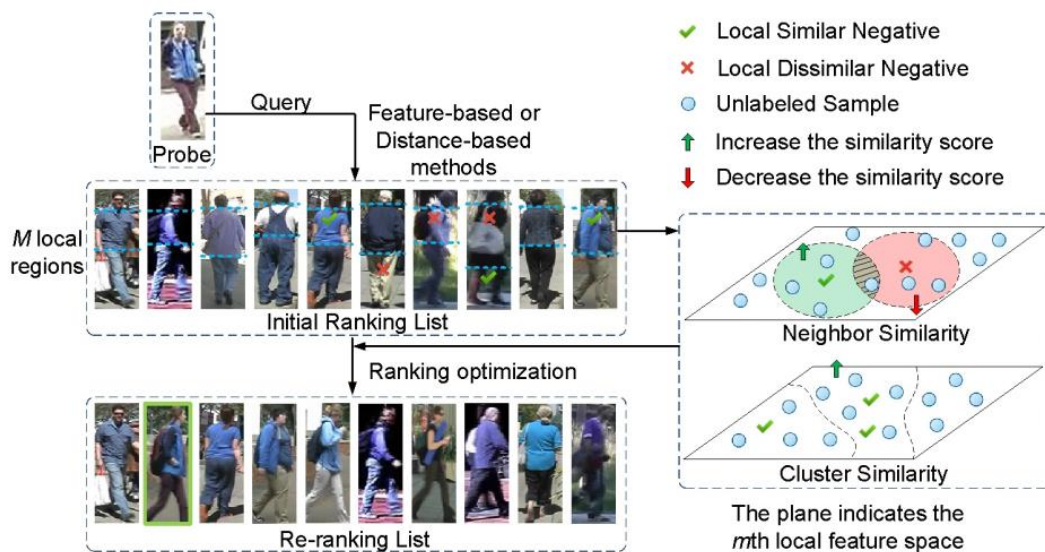 Query
Probe
Feature-based or
Distance-based
methods
M local
regions
Initial Ranking List
Ranking optimization
Re-ranking List
Local Similar Negative
Local Dissimilar Negative
Unlabeled Sample
Increase the similarity score
Decrease the similarity score
Neighbor Similarity
Cluster Similarity
The plane indicates the
mth local feature space